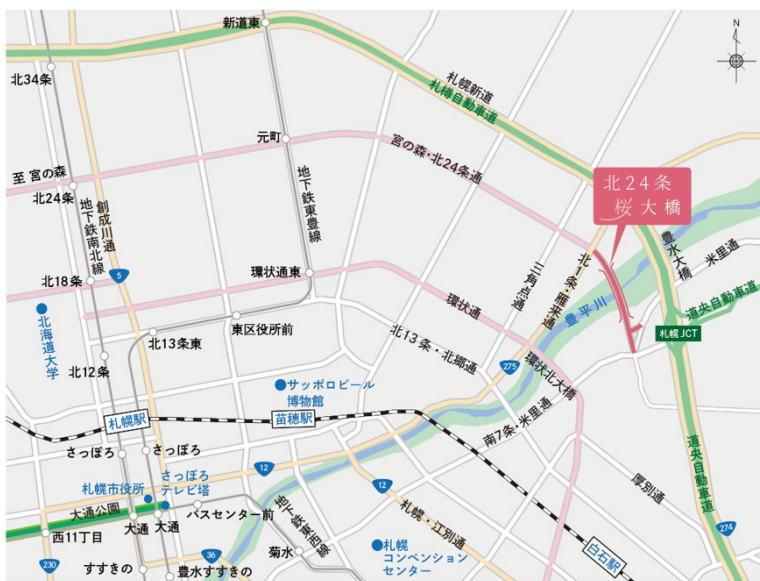 新道東
N
北34条
札幌新道
札樽自動車道
元町
宮の森・北24条通
至 宮の森
北24条
地下鉄南北線
創成川通
地下鉄東豊線
北24条
桜大橋
豊水大橋
米里通
5
北18条
環状通東
環状通
三角点通
北1条・雁来通
豊平川
道央自動車道
札幌JCT
北海道大学
東区役所前
北13条東
北13条・北郷通
275
環状北大橋
北12条
サッポロビール
博物館
札幌駅
苗穂駅
南7条・米里通
さっぽろ
さっぽろ
12
札幌市役所
さっぽろ
テレビ塔
12
厚別通
道央自動車道
大通公園
大通
大通
バスセンター前
地下鉄東西線
札幌・江別通
西11丁目
274
36
菊水
札幌
コンベンション
センター
白石駅
230
すすきの
豊水すすきの